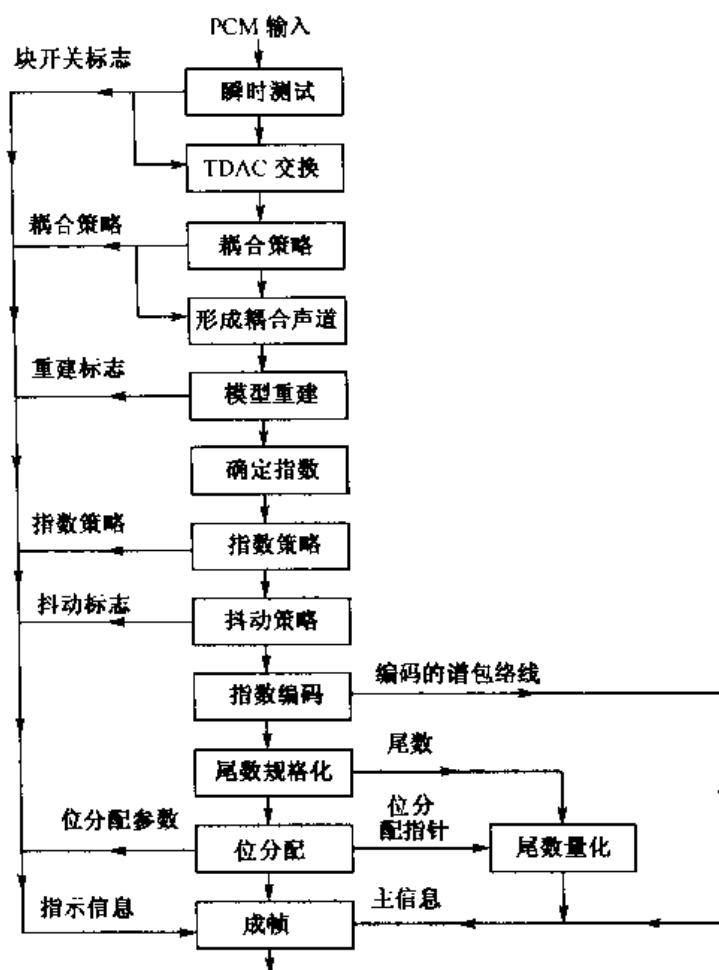 PCM 输入
块开关标志
瞬时测试
TDAC 交换
耦合策略
耦合策略
形成耦合声道
重建标志
模型重建
确定指数
指数策略
指数策略
抖动标志
抖动策略
指数编码
编码的谱包络线
尾数规格化
尾数
位分配参数
位分配
位分
配指针
尾数量化
指示信息
成帧
主信息